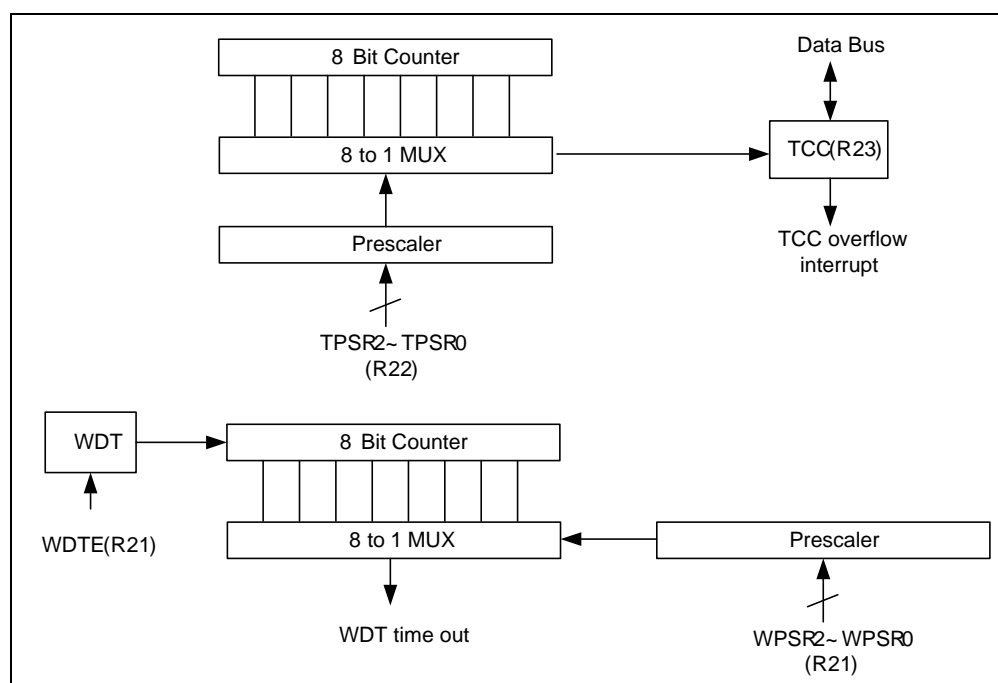 8 Bit Counter
Data Bus
8 to 1 MUX
TCC(R23)
Prescaler
TCC overflow
interrupt
TPSR2~TPSR0
(R22)
WDT
8 Bit Counter
WDTE(R21)
8 to 1 MUX
Prescaler
WDT time out
WPSR2~WPSR0
(R21)